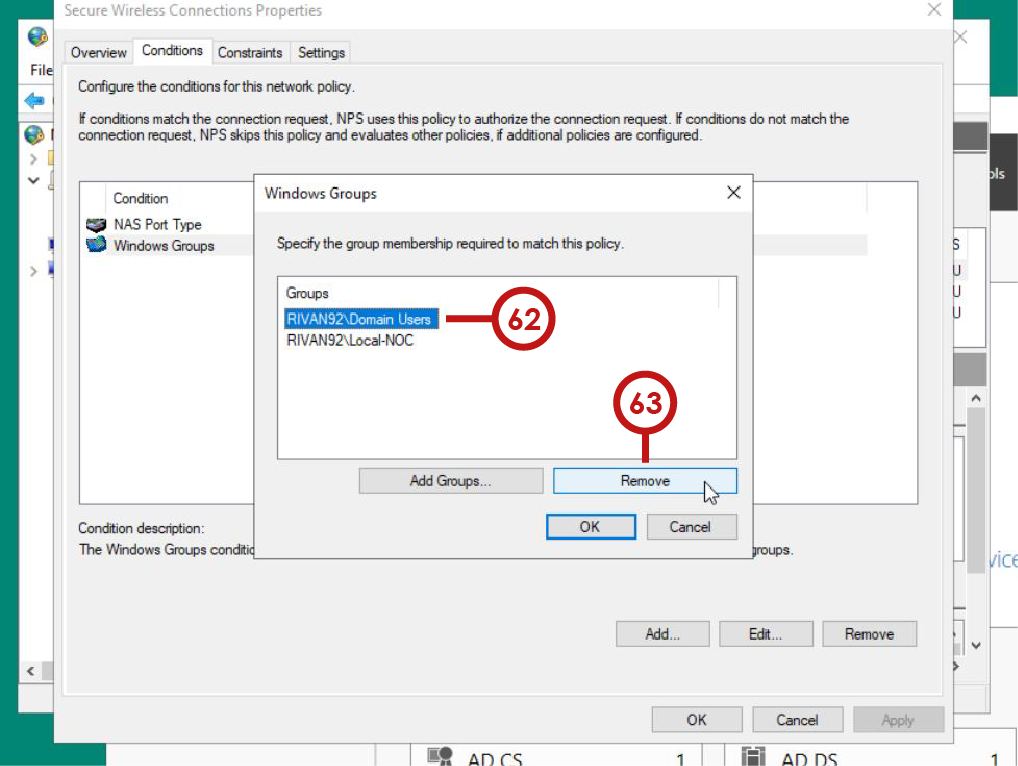 Secure Wireless Connections Properties
File
Overview Conditions Constraints Settings
Configure the conditions for this network policy.
If conditions match the connection request, NPS uses this policy to authorize the connection request. If conditions do not match the
connection request, NPS skips this policy and evaluates other policies, if additional policies are configured.
Condition
NAS Port Type
Windows Groups
Windows Groups
Specify the group membership required to match this policy.
Groups
RIVAN92\Domain Users
62
RIVAN92\Local-NOC
63
Add Groups...
Remove
OK
Cancel
Condition description:
The Windows Groups conditio
groups.
Add...
Edit...
Remove
OK
Cancel
Apply
ols
S
U
U
U
vice
AD CS
1
AD DS
1